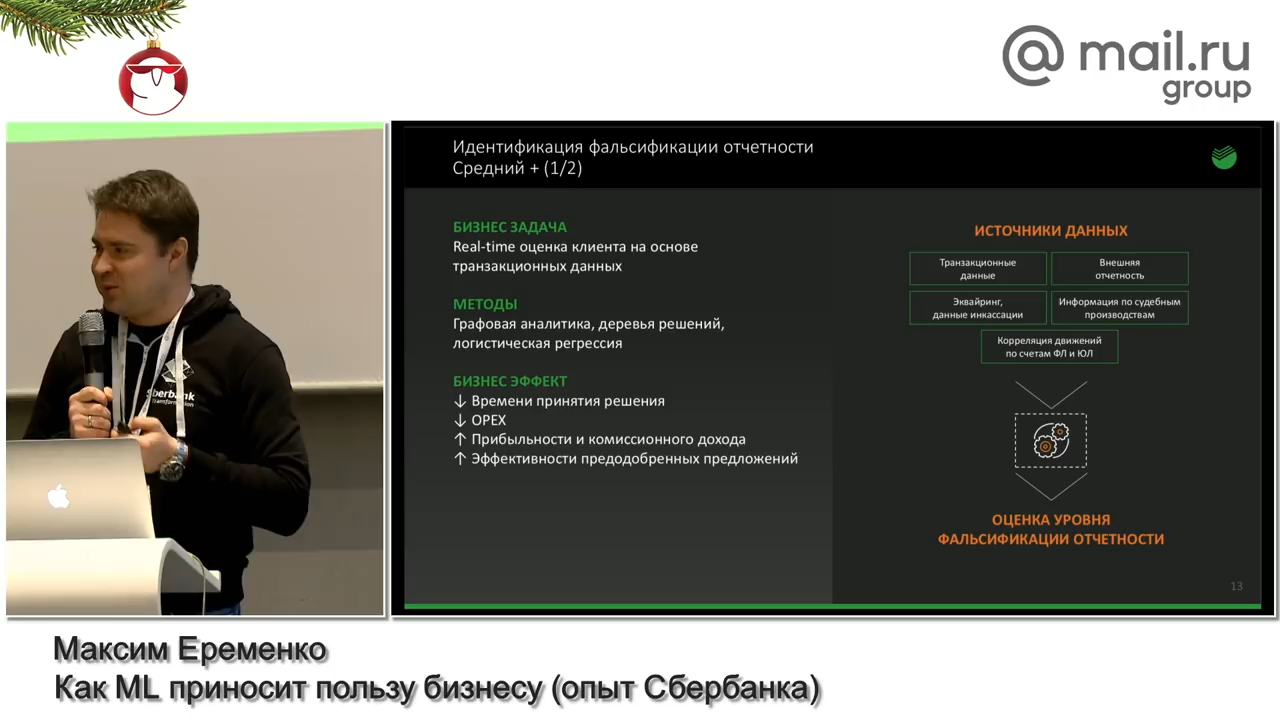 @ mail.ru
group
Идентификация фальсификации отчетности
Средний + (1/2)
БИЗНЕС ЗАДАЧА
Real-time оценка клиента на основе
транзакционных данных
МЕТОДЫ
Графовая аналитика, деревья решений,
логистическая регрессия
БИЗНЕС ЭФФЕКТ
↓ Времени принятия решения
↓ OPEX
↑ Прибыльности и комиссионного дохода
↑ Эффективности предодобренных предложений
ИСТОЧНИКИ ДАННЫХ
Транзакционные
данные
Внешняя
отчетность
Эквайринг,
данные инкассации
Информация по судебным
производствам
Корреляция движений
по счетам ФЛ и ЮЛ
ОЦЕНКА УРОВНЯ
ФАЛЬСИФИКАЦИИ ОТЧЕТНОСТИ
13
Sberbank
Transformation
Максим Еременко
Как ML приносит пользу бизнесу (опыт Сбербанка)